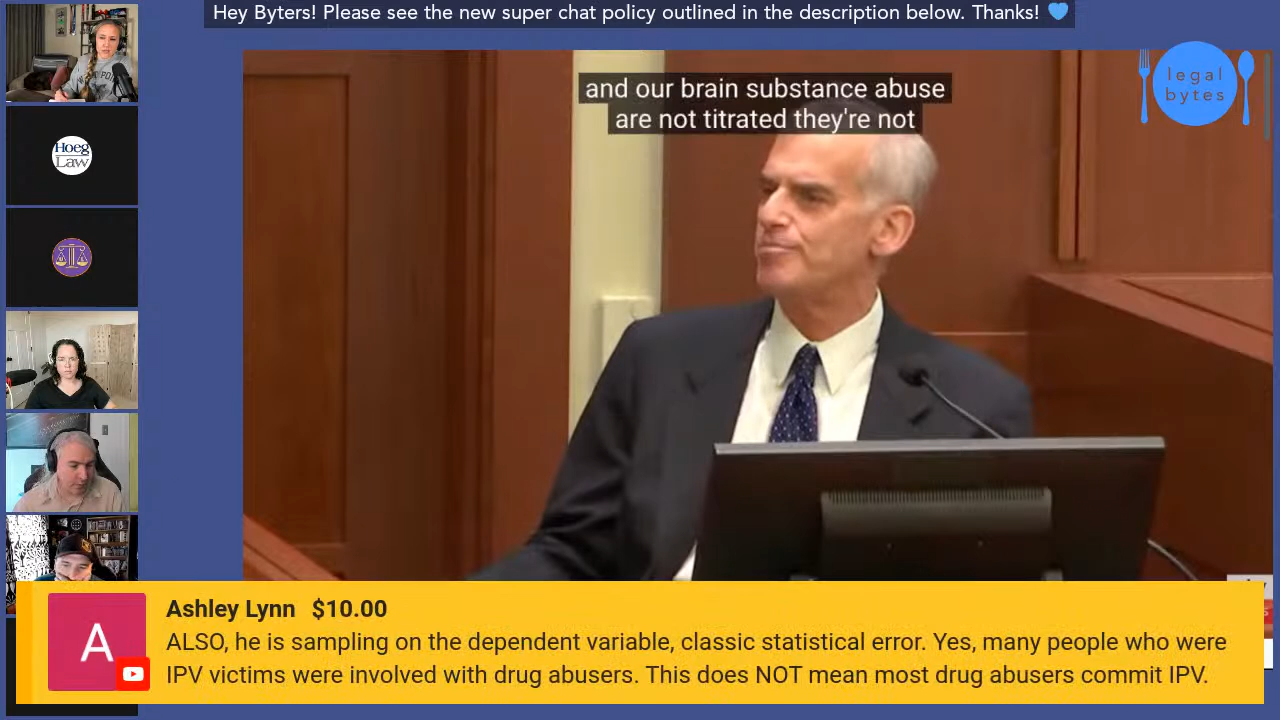 Hey Byters! Please see the new super chat policy outlined in the description below. Thanks! 💙
legal
bytes
and our brain substance abuse
are not titrated they're not
Hoeg
Law
Ashley Lynn $10.00
A
ALSO, he is sampling on the dependent variable, classic statistical error. Yes, many people who were
IPV victims were involved with drug abusers. This does NOT mean most drug abusers commit IPV.